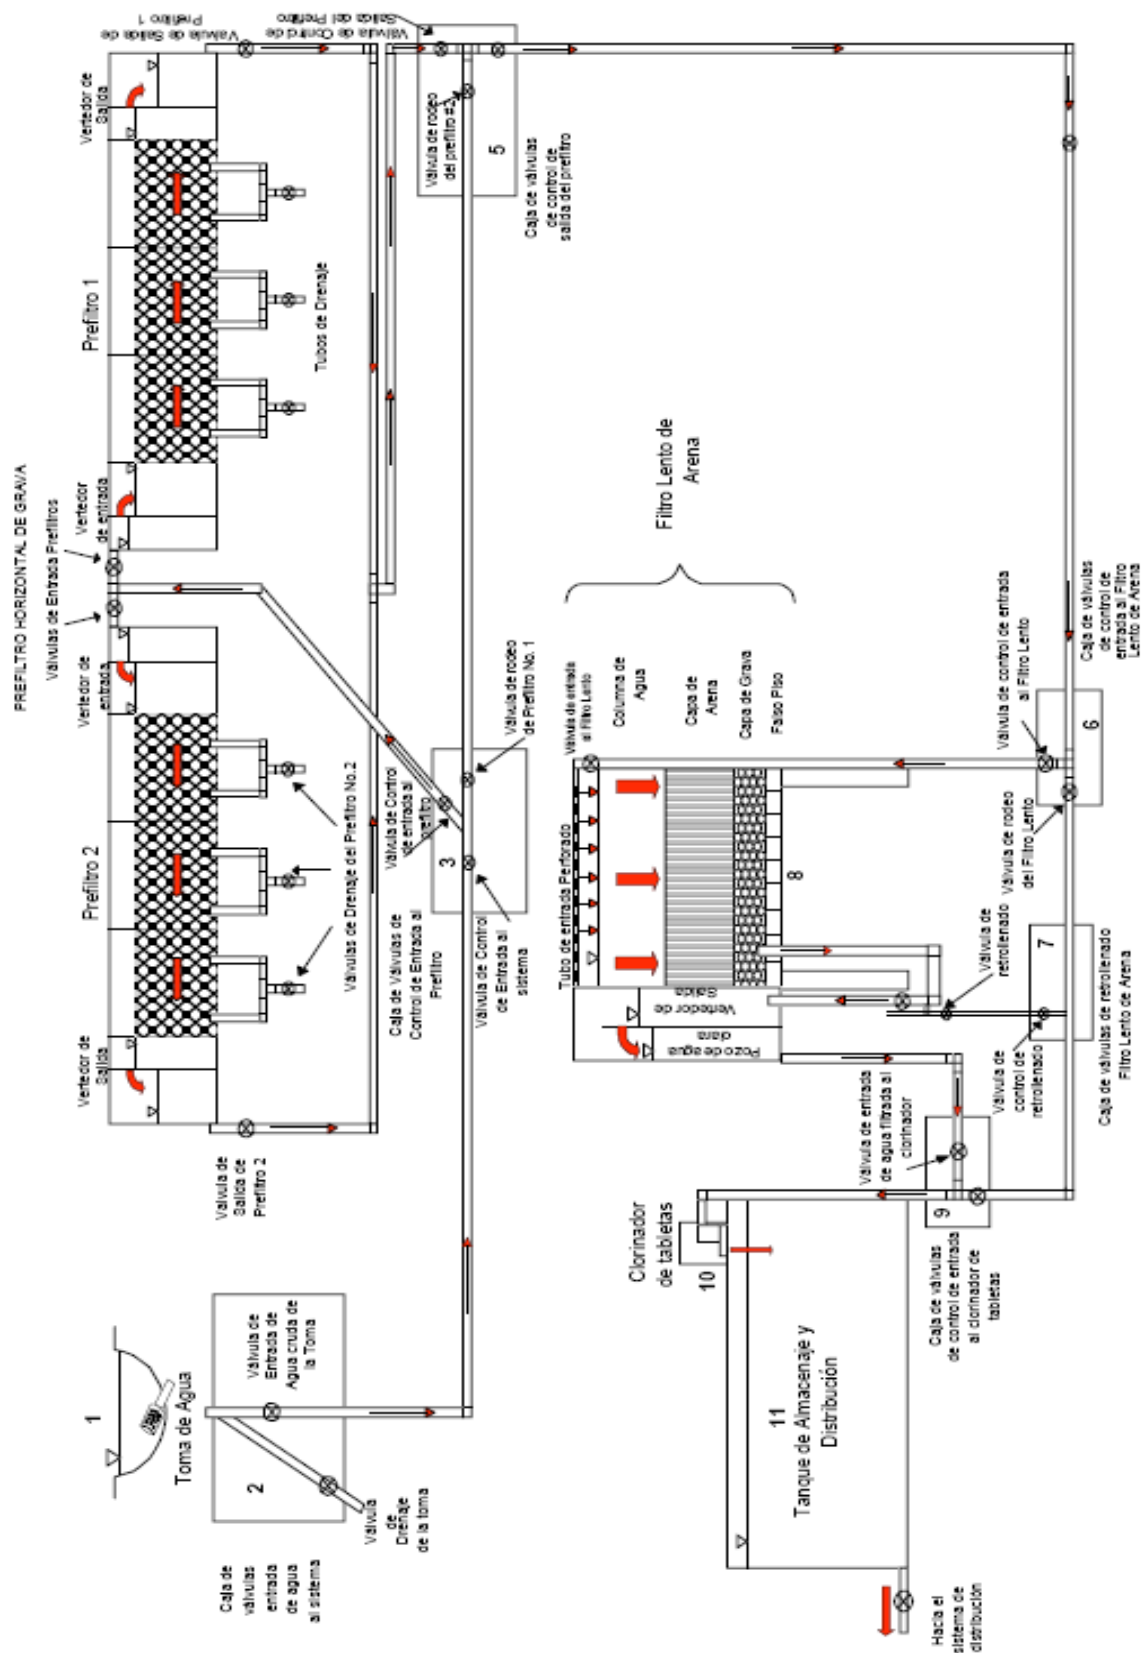 1
Toma de Agua
2
Caja de
válvulas
entrada
de agua
al sistema
Válvula de
Entrada de
Agua cruda de
la Toma
Válvula
de
Drenaje
de la toma
PREFILTRO HORIZONTAL DE GRAVA
Válvulas de Entrada Prefiltros
Vertedor de
Salida
Prefiltro 2
Vertedor de
entrada
Vertedor
de entrada
Prefiltro 1
Vertedor de
Salida
Válvula de Salida de
Prefiltro 1
Válvula de Control de
Salida del Prefiltro
Válvula de
Salida de
Prefiltro 2
Válvulas de Drenaje del Prefiltro No.2
Tubos de Drenaje
3
Caja de Válvulas de
Control de Entrada al
Prefiltro
Válvula de Control
de entrada al
prefiltro
Válvula de Control
de Entrada al
sistema
Válvula de rodeo
de Prefiltro No. 1
Válvula de rodeo
del prefiltro #2
5
Caja de válvulas
de control de
salida del prefiltro
Filtro Lento de
Arena
Válvula de entrada
al Filtro Lento
Columna de
Agua
Capa de
Arena
Capa de Grava
Falso Piso
Tubo de entrada Perforado
8
Vertedor de
Salida
Pozo de agua
clara
Válvula de control de entrada
al Filtro Lento
6
Caja de válvulas
de control de
entrada al Filtro
Lento de Arena
Válvula de rodeo
del Filtro Lento
Válvula de
retrollenado
7
Válvula de
control de
retrollenado
Caja de válvulas de retrollenado
Filtro Lento de Arena
Válvula de entrada
de agua filtrada al
clorinador
9
Caja de válvulas
de control de entrada
al clorinador de
tabletas
Clorinador
de tabletas
10
11
Tanque de Almacenaje y
Distribución
Hacia el
sistema de
distribución